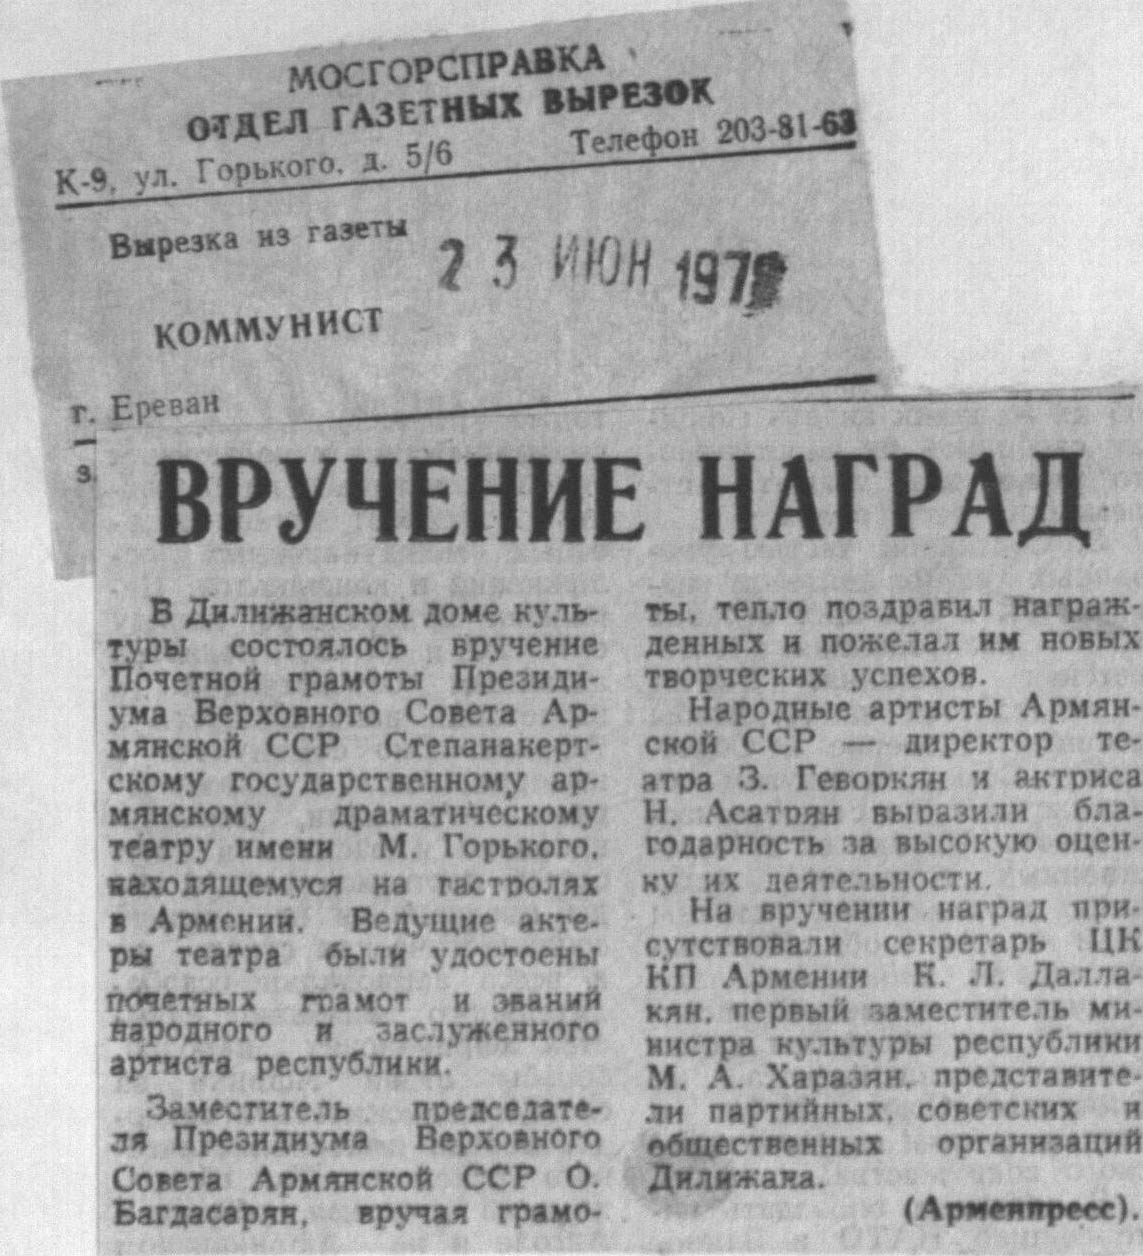 МОСГОРСПРАВКА
ОТДЕЛ ГАЗЕТНЫХ ВЫРЕЗОК
К-9, ул. Горького, д. 5/6 Телефон 203-81-63
Вырезка из газеты
23 ИЮН 197
КОММУНИСТ
г. Ереван
з.
ВРУЧЕНИЕ НАГРАД
В Дилижанском доме куль-
туры состоялось вручение
Почетной грамоты Президи-
ума Верховного Совета Ар-
мянской ССР Степанакерт-
скому государственному ар-
мянскому драматическому
театру имени М. Горького,
находящемуся на гастролях
в Армении. Ведущие акте-
ры театра были удостоены
почетных грамот и званий
народного и заслуженного
артиста республики.
Заместитель председате-
ля Президиума Верховного
Совета Армянской ССР О.
Багдасарян, вручая грамо-
ты, тепло поздравил награж-
денных и пожелал им новых
творческих успехов.
Народные артисты Армян-
ской ССР — директор те-
атра З. Геворкян и актриса
Н. Асатрян выразили бла-
годарность за высокую оцен-
ку их деятельности.
На вручении наград при-
сутствовали секретарь ЦК
КП Армении К. Л. Далла-
кян, первый заместитель ми-
нистра культуры республики
М. А. Харазян, представите-
ли партийных, советских и
общественных организаций
Дилижана.
(Арменпресс).